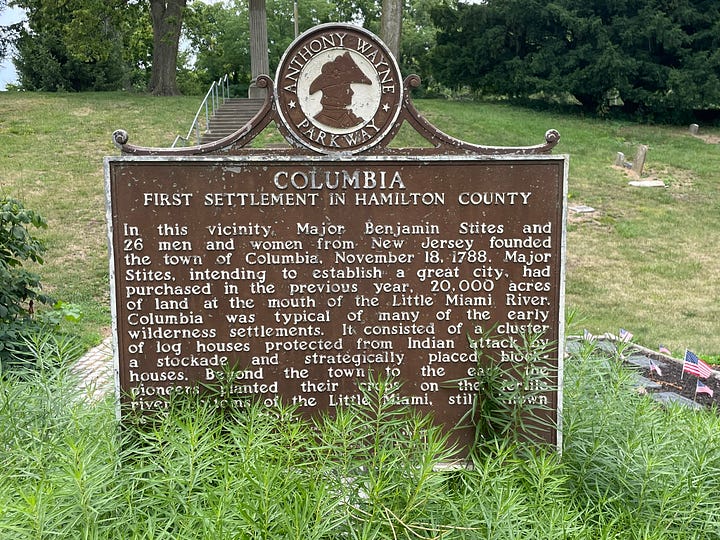 ANTHONY WAYNE
PARKWAY
COLUMBIA
FIRST SETTLEMENT IN HAMILTON COUNTY
In this vicinity, Major Benjamin Stites and
26 men and women from New Jersey founded
the town of Columbia, November 18, 1788. Major
Stites, intending to establish a great city, had
purchased in the previous year, 20,000 acres
of land at the mouth of the Little Miami River.
Columbia was typical of many of the early
wilderness settlements. It consisted of a cluster
of log houses protected from Indian attack by
a stockade and strategically placed block-
houses. Beyond the town to the east the
pioneers planted their crops on the fertile
river bottoms of the Little Miami, still known